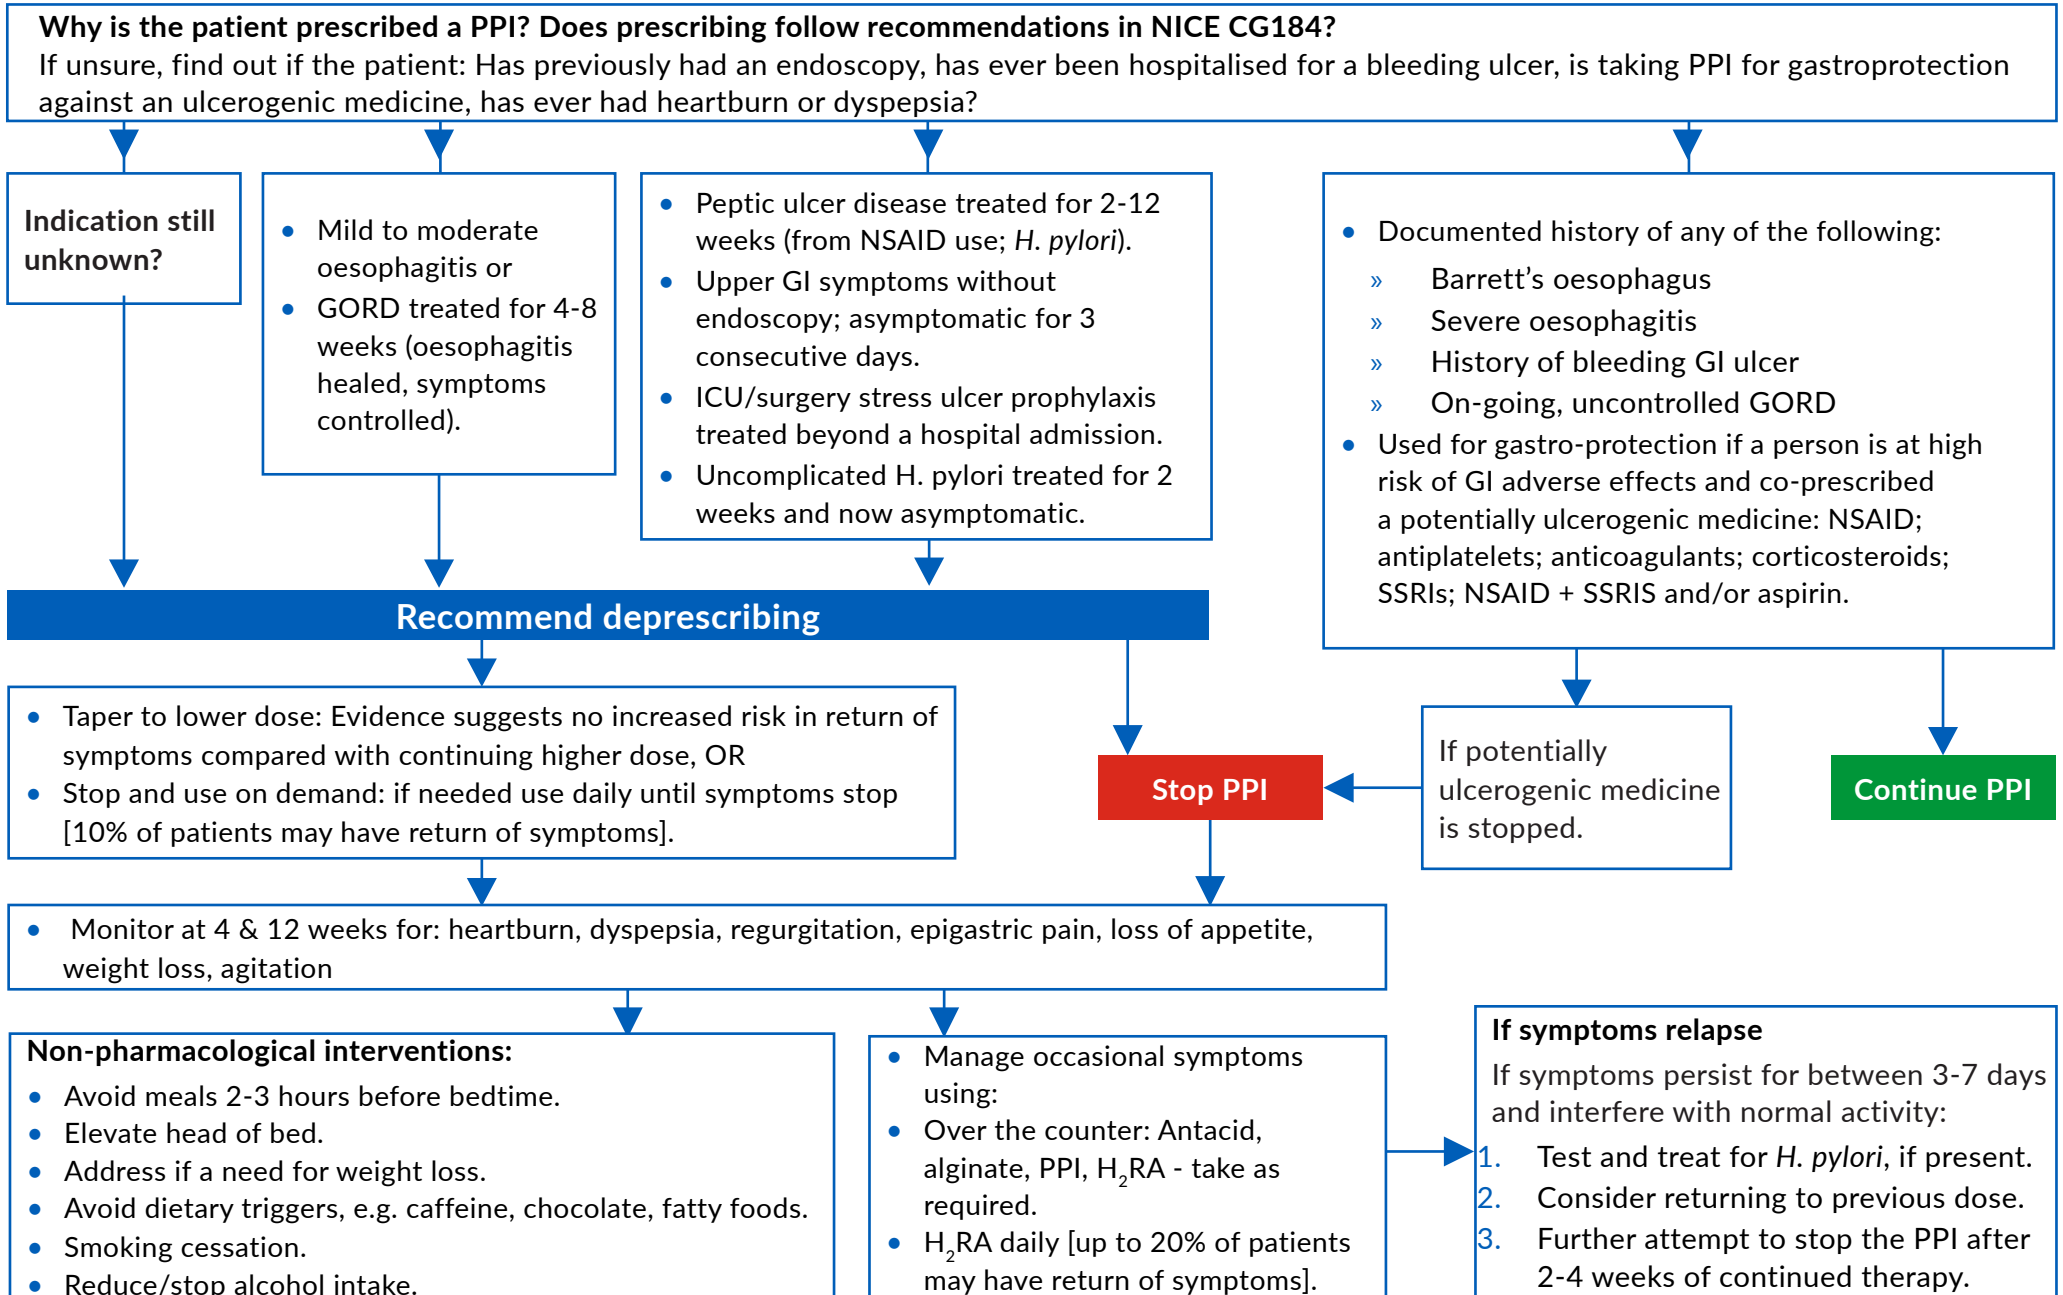 Why is the patient prescribed a PPI? Does prescribing follow recommendations in NICE CG184?
If unsure, find out if the patient: Has previously had an endoscopy, has ever been hospitalised for a bleeding ulcer, is taking PPI for gastroprotection
against an ulcerogenic medicine, has ever had heartburn or dyspepsia?
Indication still
unknown?
• Mild to moderate
oesophagitis or
• GORD treated for 4-8
weeks (oesophagitis
healed, symptoms
controlled).
• Peptic ulcer disease treated for 2-12
weeks (from NSAID use; H. pylori).
• Upper GI symptoms without
endoscopy; asymptomatic for 3
consecutive days.
• ICU/surgery stress ulcer prophylaxis
treated beyond a hospital admission.
• Uncomplicated H. pylori treated for 2
weeks and now asymptomatic.
• Documented history of any of the following:
» Barrett’s oesophagus
» Severe oesophagitis
» History of bleeding GI ulcer
» On-going, uncontrolled GORD
• Used for gastro-protection if a person is at high
risk of GI adverse effects and co-prescribed
a potentially ulcerogenic medicine: NSAID;
antiplatelets; anticoagulants; corticosteroids;
SSRIs; NSAID + SSRIS and/or aspirin.
Recommend deprescribing
• Taper to lower dose: Evidence suggests no increased risk in return of
symptoms compared with continuing higher dose, OR
• Stop and use on demand: if needed use daily until symptoms stop
[10% of patients may have return of symptoms].
Stop PPI
If potentially
ulcerogenic medicine
is stopped.
Continue PPI
• Monitor at 4 & 12 weeks for: heartburn, dyspepsia, regurgitation, epigastric pain, loss of appetite,
weight loss, agitation
Non-pharmacological interventions:
• Avoid meals 2-3 hours before bedtime.
• Elevate head of bed.
• Address if a need for weight loss.
• Avoid dietary triggers, e.g. caffeine, chocolate, fatty foods.
• Smoking cessation.
• Reduce/stop alcohol intake.
• Manage occasional symptoms
using:
• Over the counter: Antacid,
alginate, PPI, H₂RA - take as
required.
• H₂RA daily [up to 20% of patients
may have return of symptoms].
If symptoms relapse
If symptoms persist for between 3-7 days
and interfere with normal activity:
1. Test and treat for H. pylori, if present.
2. Consider returning to previous dose.
3. Further attempt to stop the PPI after
2-4 weeks of continued therapy.